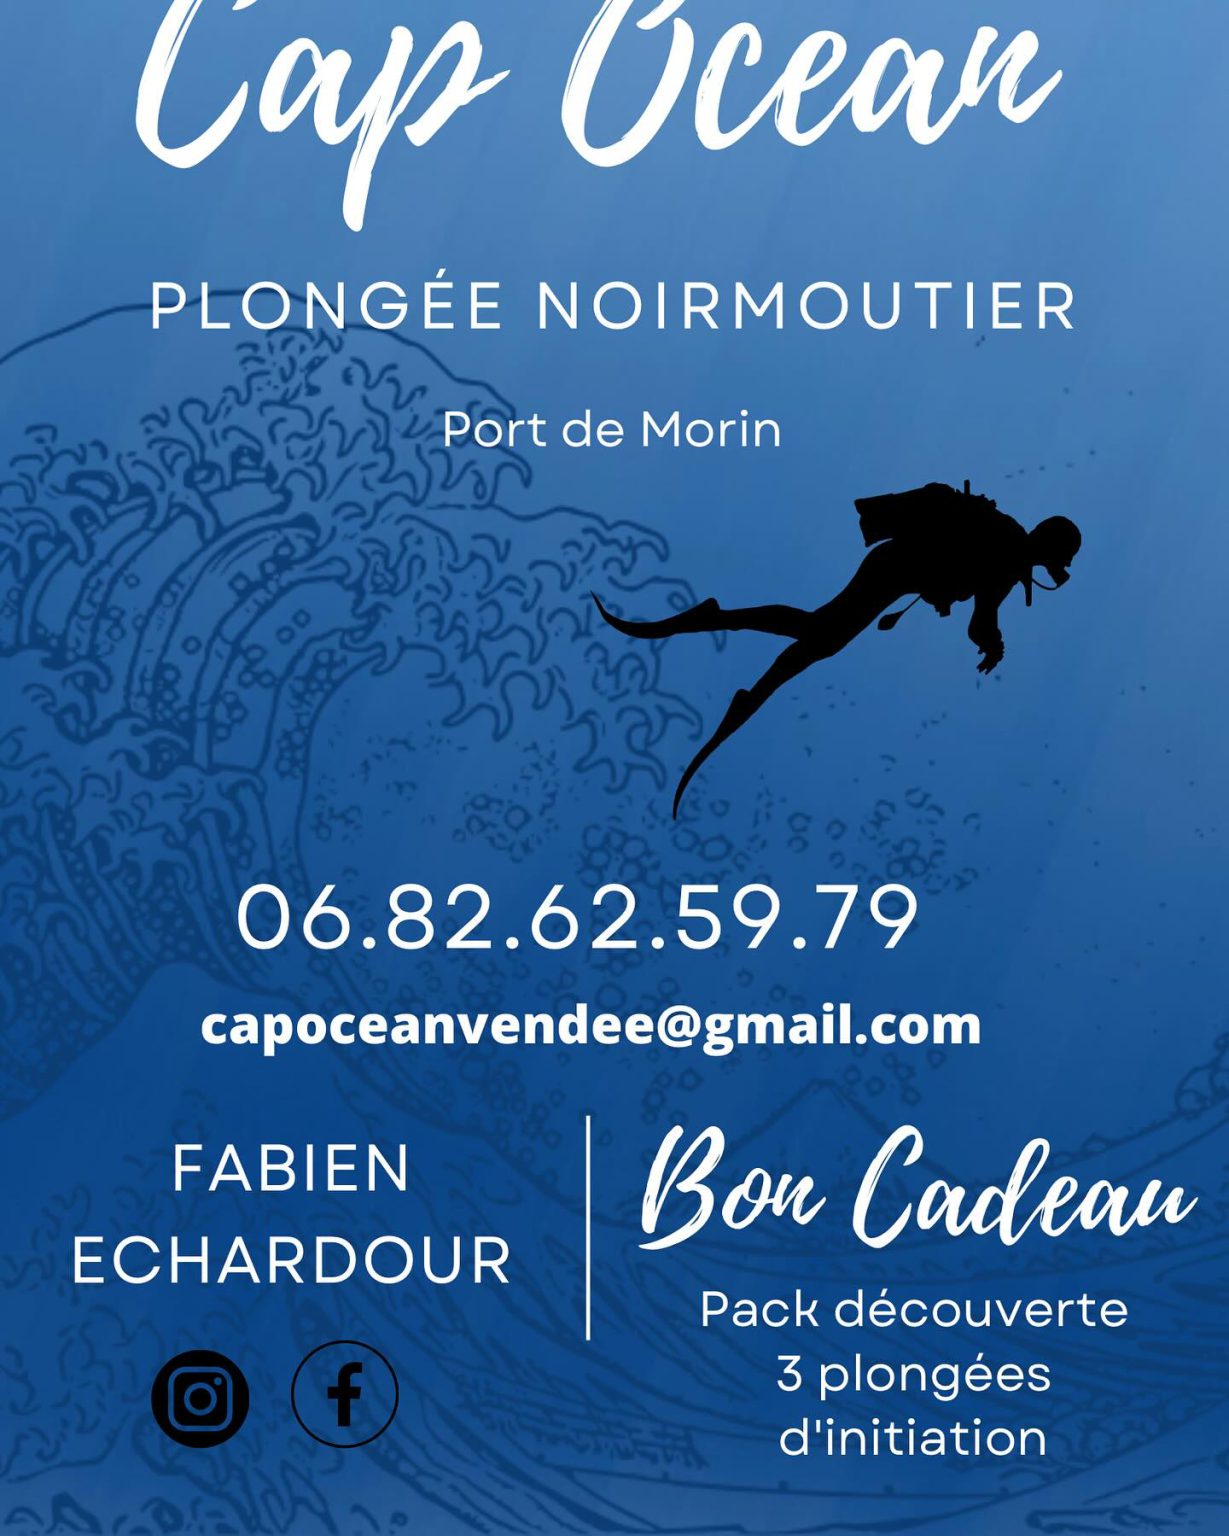 Cap Ocean
PLONGÉE NOIRMOUTIER
Port de Morin
06.82.62.59.79
capoceanvendee@gmail.com
FABIEN
ECHARDOUR
Bon Cadeau
Pack découverte
3 plongées
d'initiation